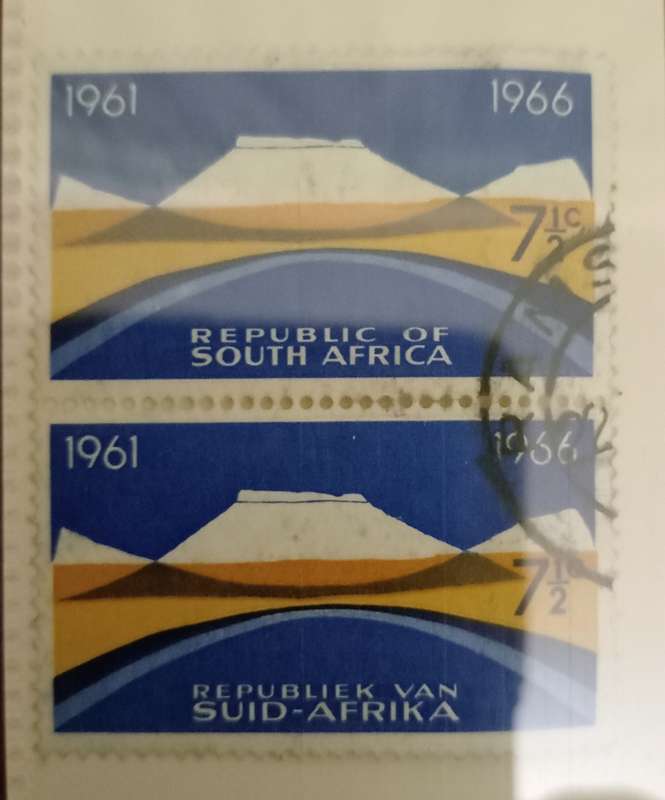 1961 1966
7½c
REPUBLIC OF
SOUTH AFRICA
1961 1966
7½c
REPUBLIEK VAN
SUID-AFRIKA